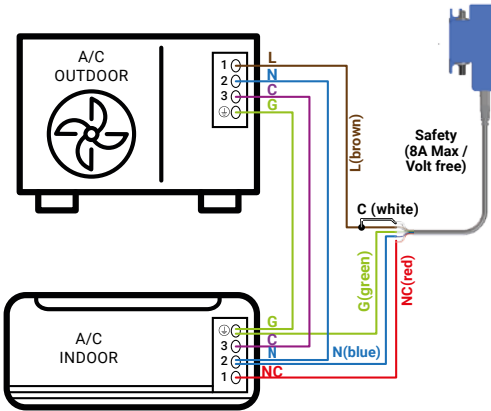 A/C
OUTDOOR
1
2
3
L
N
C
G
L(brown)
Safety
(8A Max /
Volt free)
C (white)
G(green)
NC(red)
A/C
INDOOR
3
2
1
G
C
N
NC
N(blue)